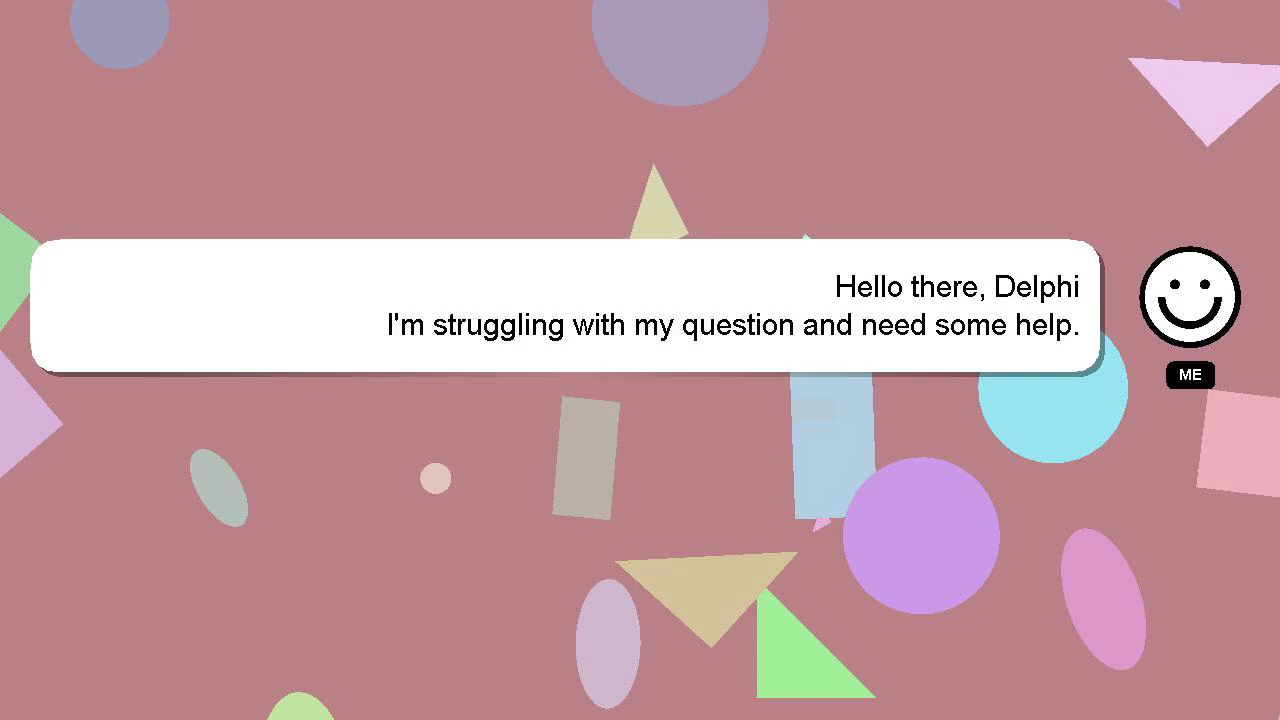 Hello there, Delphi
I'm struggling with my question and need some help.
ME